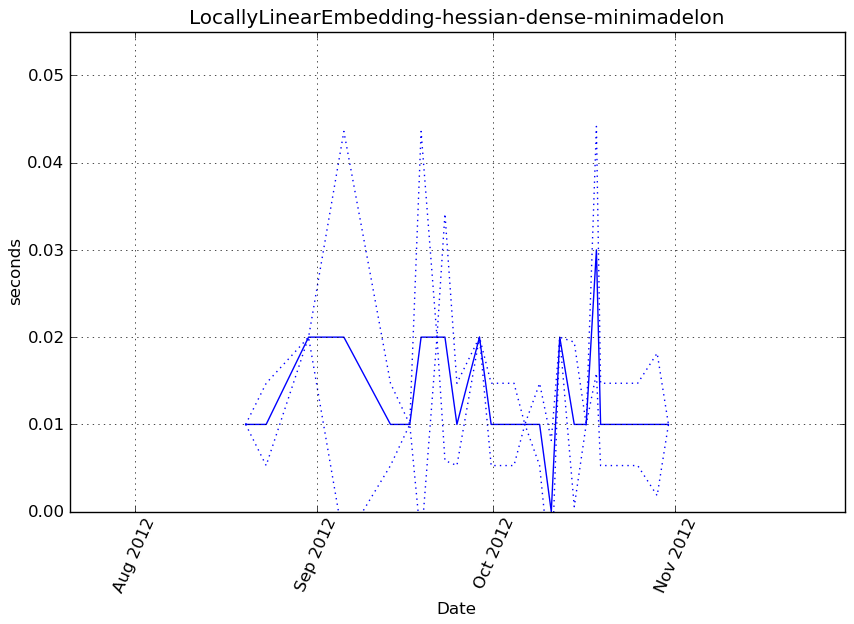 LocallyLinearEmbedding-hessian-dense-minimadelon
0.05
0.04
0.03
0.02
0.01
0.00
seconds
Aug 2012
Sep 2012
Oct 2012
Nov 2012
Date